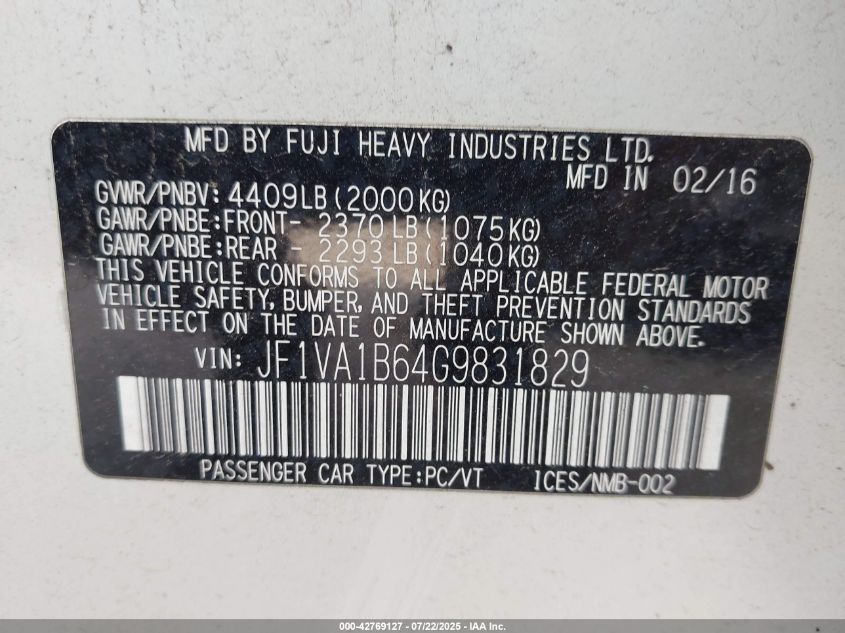 MFD BY FUJI HEAVY INDUSTRIES LTD.
MFD IN 02/16
GVWR/PNBV: 4409LB (2000KG)
GAWR/PNBE:FRONT- 2370LB (1075KG)
GAWR/PNBE:REAR - 2293LB (1040KG)
THIS VEHICLE CONFORMS TO ALL APPLICABLE FEDERAL MOTOR
VEHICLE SAFETY, BUMPER, AND THEFT PREVENTION STANDARDS
IN EFFECT ON THE DATE OF MANUFACTURE SHOWN ABOVE.
VIN: JF1VA1B64G9831829
PASSENGER CAR TYPE:PC/VT ICES/NMB-002
000-42769127 - 07/22/2025 - IAA Inc.